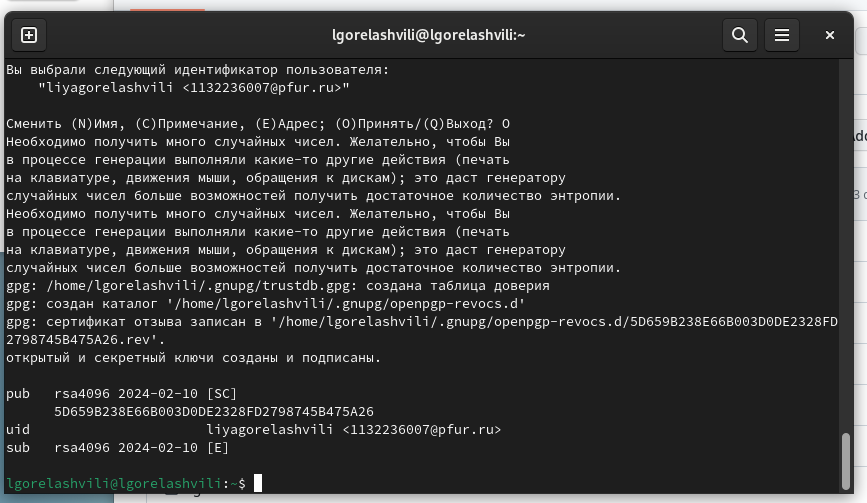 lgorelashvili@lgorelashvili:~
Вы выбрали следующий идентификатор пользователя:
"liyagorelashvili <1132236007@pfur.ru>"
Сменить (N)Имя, (C)Примечание, (E)Адрес; (O)Принять/(Q)Выход? O
Необходимо получить много случайных чисел. Желательно, чтобы Вы
в процессе генерации выполняли какие-то другие действия (печать
на клавиатуре, движения мыши, обращения к дискам); это даст генератору
случайных чисел больше возможностей получить достаточное количество энтропии.
Необходимо получить много случайных чисел. Желательно, чтобы Вы
в процессе генерации выполняли какие-то другие действия (печать
на клавиатуре, движения мыши, обращения к дискам); это даст генератору
случайных чисел больше возможностей получить достаточное количество энтропии.
gpg: /home/lgorelashvili/.gnupg/trustdb.gpg: создана таблица доверия
gpg: создан каталог '/home/lgorelashvili/.gnupg/openpgp-revocs.d'
gpg: сертификат отзыва записан в '/home/lgorelashvili/.gnupg/openpgp-revocs.d/5D659B238E66B003D0DE2328FD
2798745B475A26.rev'.
открытый и секретный ключи созданы и подписаны.
pub   rsa4096 2024-02-10 [SC]
5D659B238E66B003D0DE2328FD2798745B475A26
uid                      liyagorelashvili <1132236007@pfur.ru>
sub   rsa4096 2024-02-10 [E]
lgorelashvili@lgorelashvili:~$